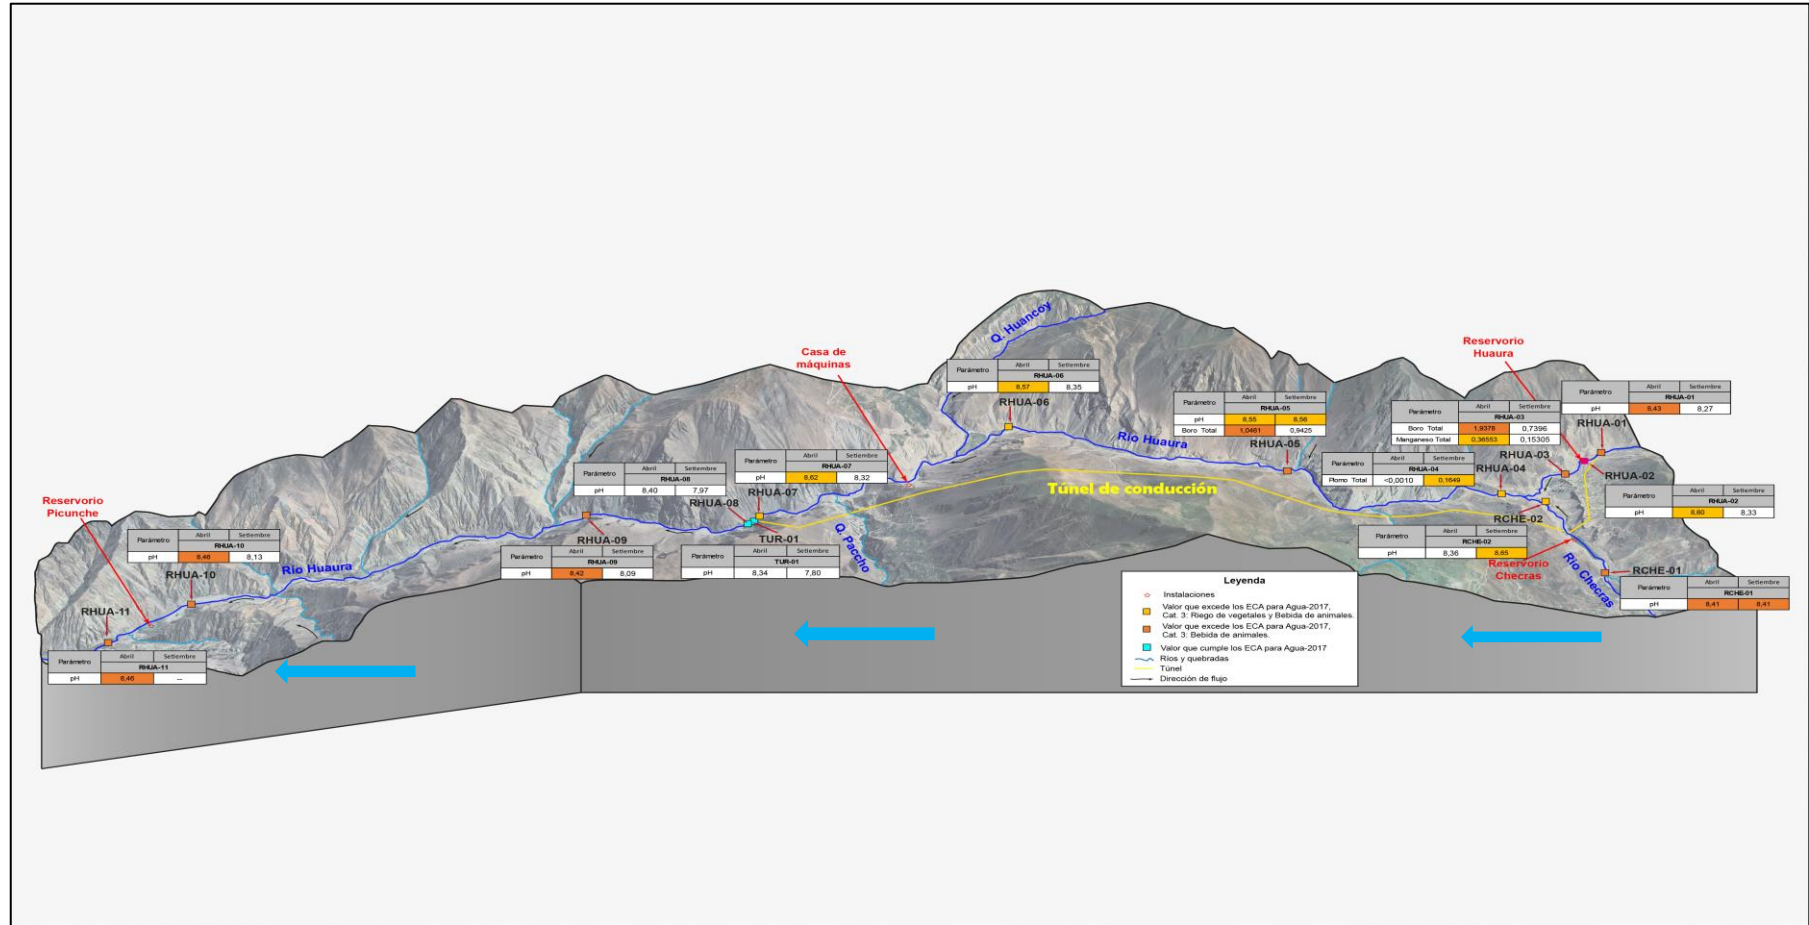 Q. Huancoy
Reservorio
Huaura
Casa de
máquinas
Parámetro Abril Setiembre
RHUA-06
pH 8,57 8,35
RHUA-06
Parámetro Abril Setiembre
RHUA-01
pH 8,43 8,27
RHUA-01
Parámetro Abril Setiembre
RHUA-05
pH 8,55 8,56
Boro Total 1,0461 0,9425
RHUA-05
Parámetro Abril Setiembre
RHUA-03
Boro Total 1,9378 0,7396
Manganeso Total 0,36553 0,15305
RHUA-03
Río Huaura
Parámetro Abril Setiembre
RHUA-04
Plomo Total <0,0010 0,1649
RHUA-04
RHUA-02
Parámetro Abril Setiembre
RHUA-02
pH 8,60 8,33
Parámetro Abril Setiembre
RHUA-07
pH 8,62 8,32
RHUA-07
Parámetro Abril Setiembre
RHUA-08
pH 8,40 7,97
RHUA-08
Túnel de conducción
Reservorio
Picunche
RCHE-02
Parámetro Abril Setiembre
RCHE-02
pH 8,36 8,65
Reservorio
Checras
Río Checras
RCHE-01
Parámetro Abril Setiembre
RCHE-01
pH 8,41 8,41
TUR-01
Parámetro Abril Setiembre
TUR-01
pH 8,34 7,80
Q. Paccho
RHUA-09
Parámetro Abril Setiembre
RHUA-09
pH 8,42 8,09
Parámetro Abril Setiembre
RHUA-10
pH 8,46 8,13
RHUA-10
Río Huaura
RHUA-11
Parámetro Abril Setiembre
RHUA-11
pH 8,46 --
Leyenda
Instalaciones
Valor que excede los ECA para Agua-2017,
Cat. 3: Riego de vegetales y Bebida de animales.
Valor que excede los ECA para Agua-2017,
Cat. 3: Bebida de animales.
Valor que cumple los ECA para Agua-2017
Ríos y quebradas
Túnel
Dirección de flujo